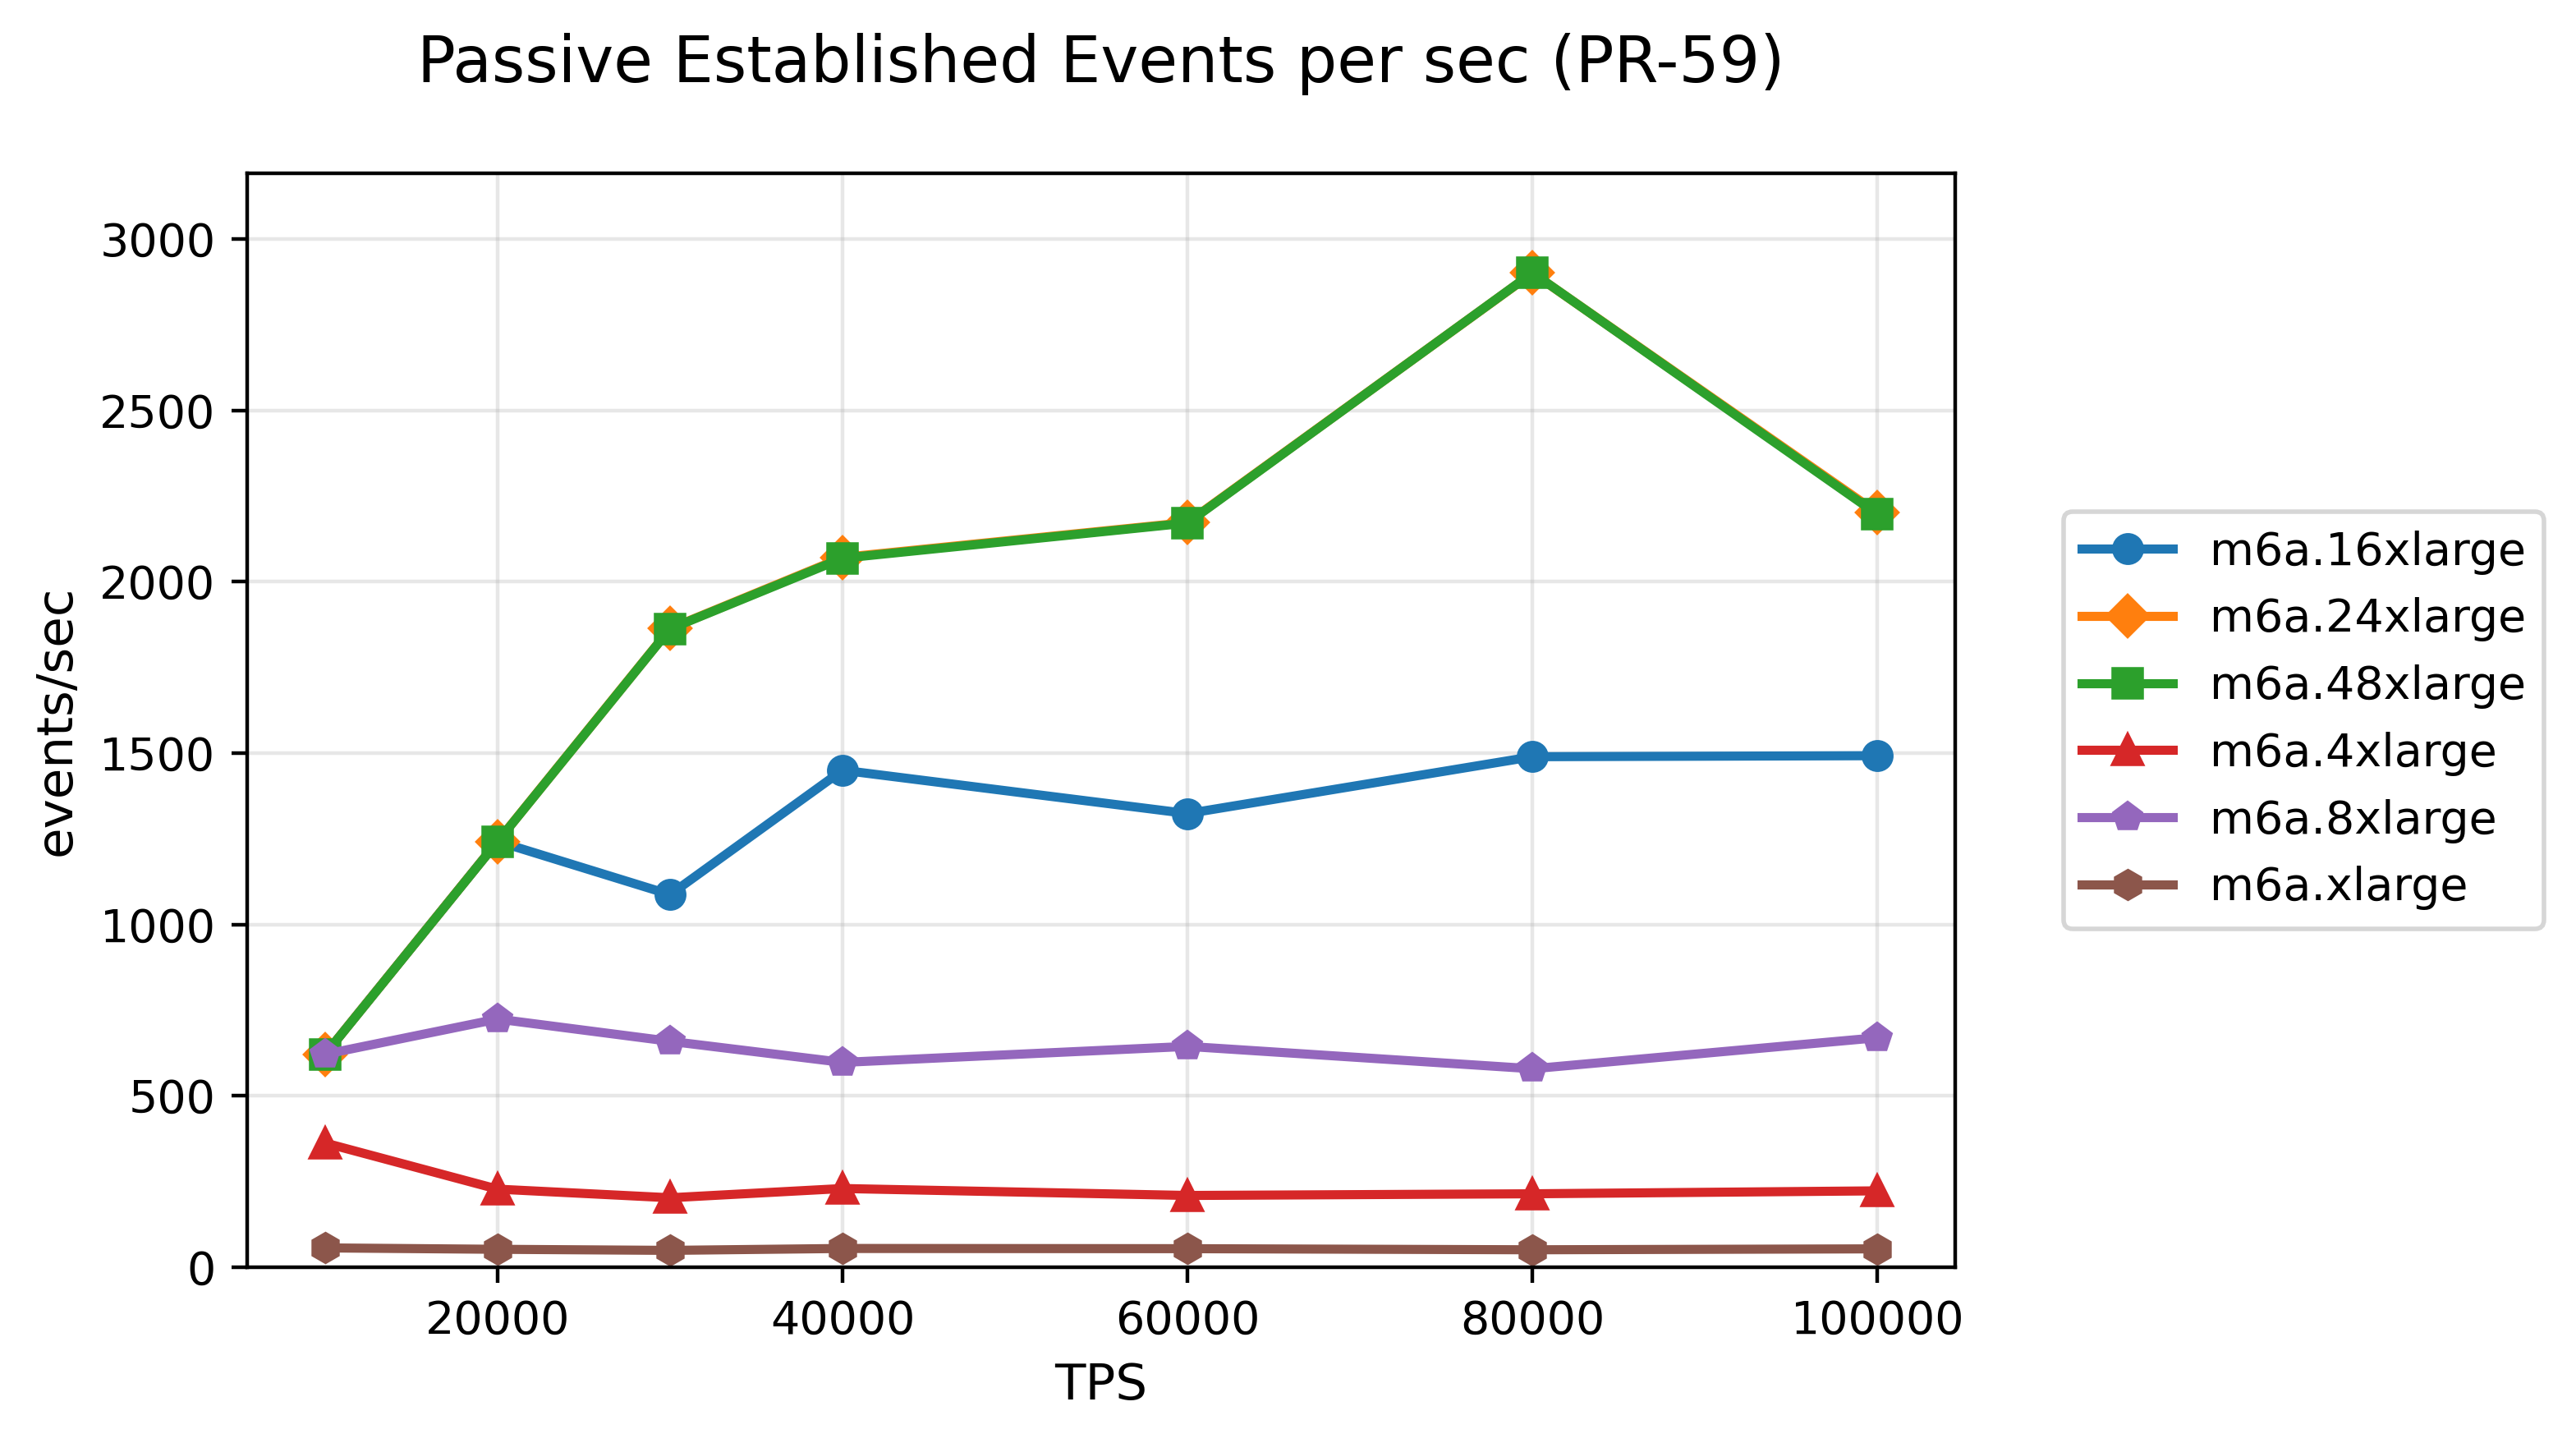 Passive Established Events per sec (PR-59)
3000
2500
2000
1500
1000
500
0
events/sec
20000 40000 60000 80000 100000
TPS
m6a.16xlarge
m6a.24xlarge
m6a.48xlarge
m6a.4xlarge
m6a.8xlarge
m6a.xlarge